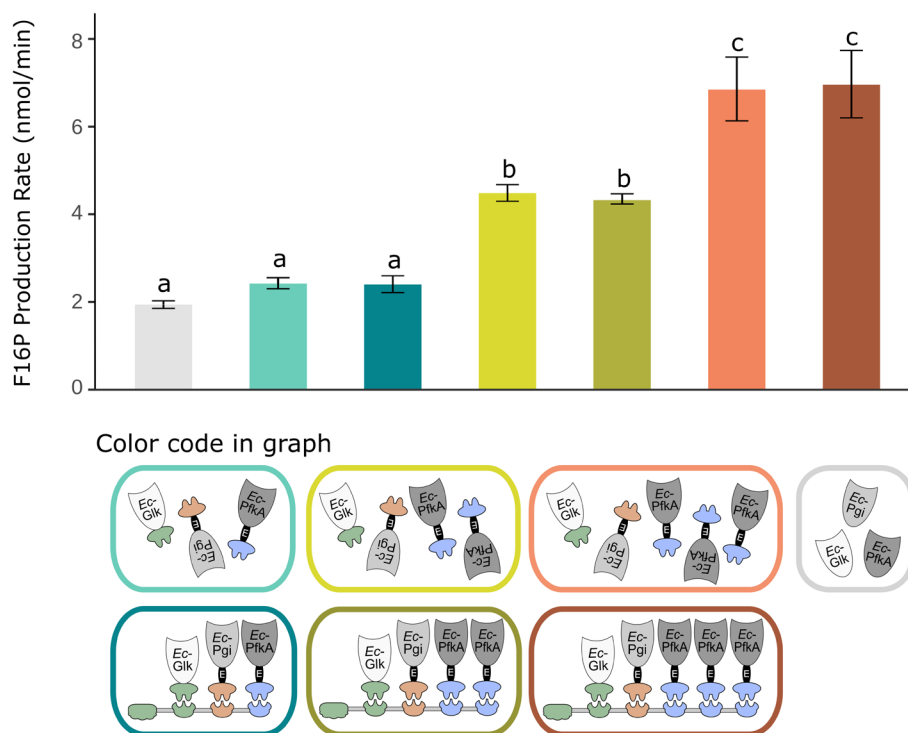 F16P Production Rate (nmol/min)
8
6
4
2
0
a
a
a
b
b
c
c
Color code in graph
Ec-
Glk
E
Ec-
Pgi
Ec-
PfkA
E
Ec-
Glk
E
Ec-
Pgi
Ec-
PfkA
E
E
Ec-
PfkA
Ec-
Glk
E
Ec-
Pgi
Ec-
PfkA
E
E
Ec-
PfkA
Ec-
PfkA
E
Ec-
Pgi
Ec-
Glk
Ec-
PfkA
Ec-
Glk
Ec-
Pgi
E
Ec-
PfkA
E
Ec-
Glk
Ec-
Pgi
E
Ec-
PfkA
E
Ec-
PfkA
E
Ec-
Glk
Ec-
Pgi
E
Ec-
PfkA
E
Ec-
PfkA
E
Ec-
PfkA
E